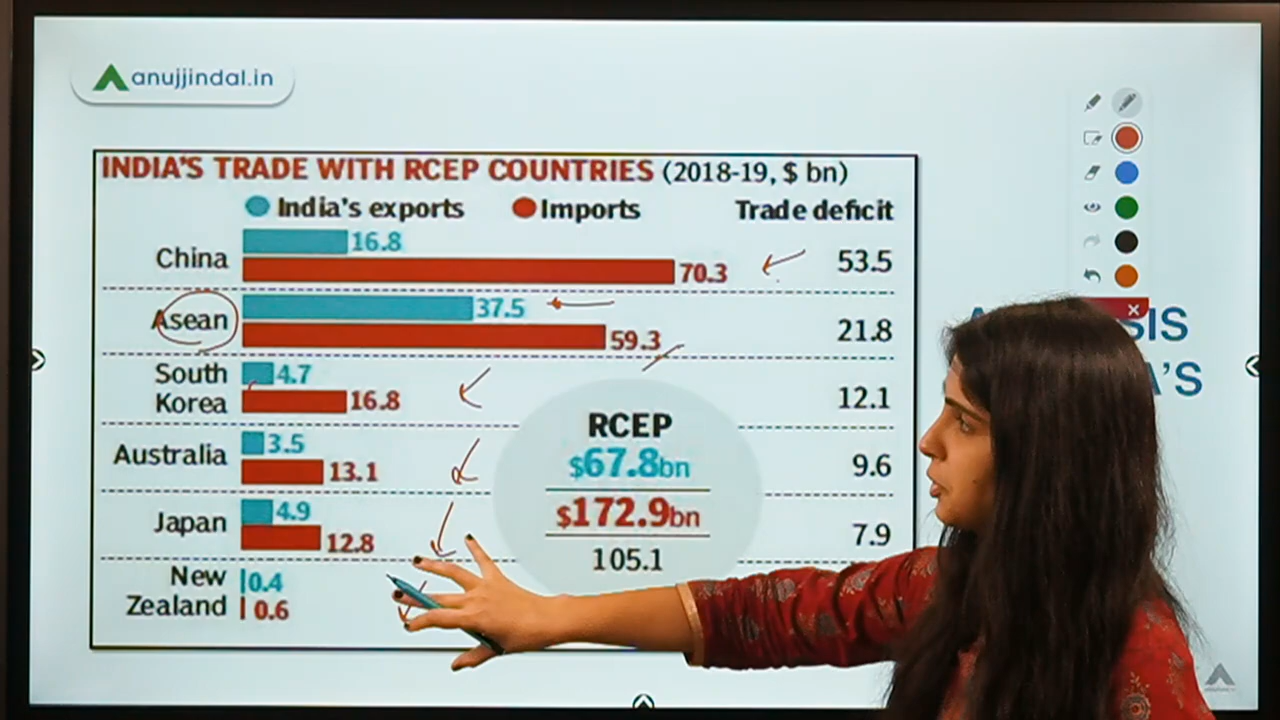 anujjindal.in
INDIA'S TRADE WITH RCEP COUNTRIES (2018-19, $ bn)
India's exports Imports Trade deficit
China 16.8 70.3 53.5
Asean 37.5 59.3 21.8
South Korea 4.7 16.8 12.1
Australia 3.5 13.1 9.6
Japan 4.9 12.8 7.9
New Zealand 0.4 0.6
RCEP
$67.8bn
$172.9bn
105.1
SIS
'S